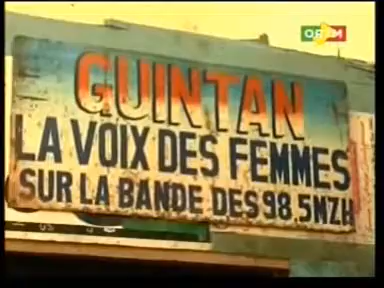 ORTM
GUINTAN
LA VOIX DES FEMMES
SUR LA BANDE DES 98.5MZH